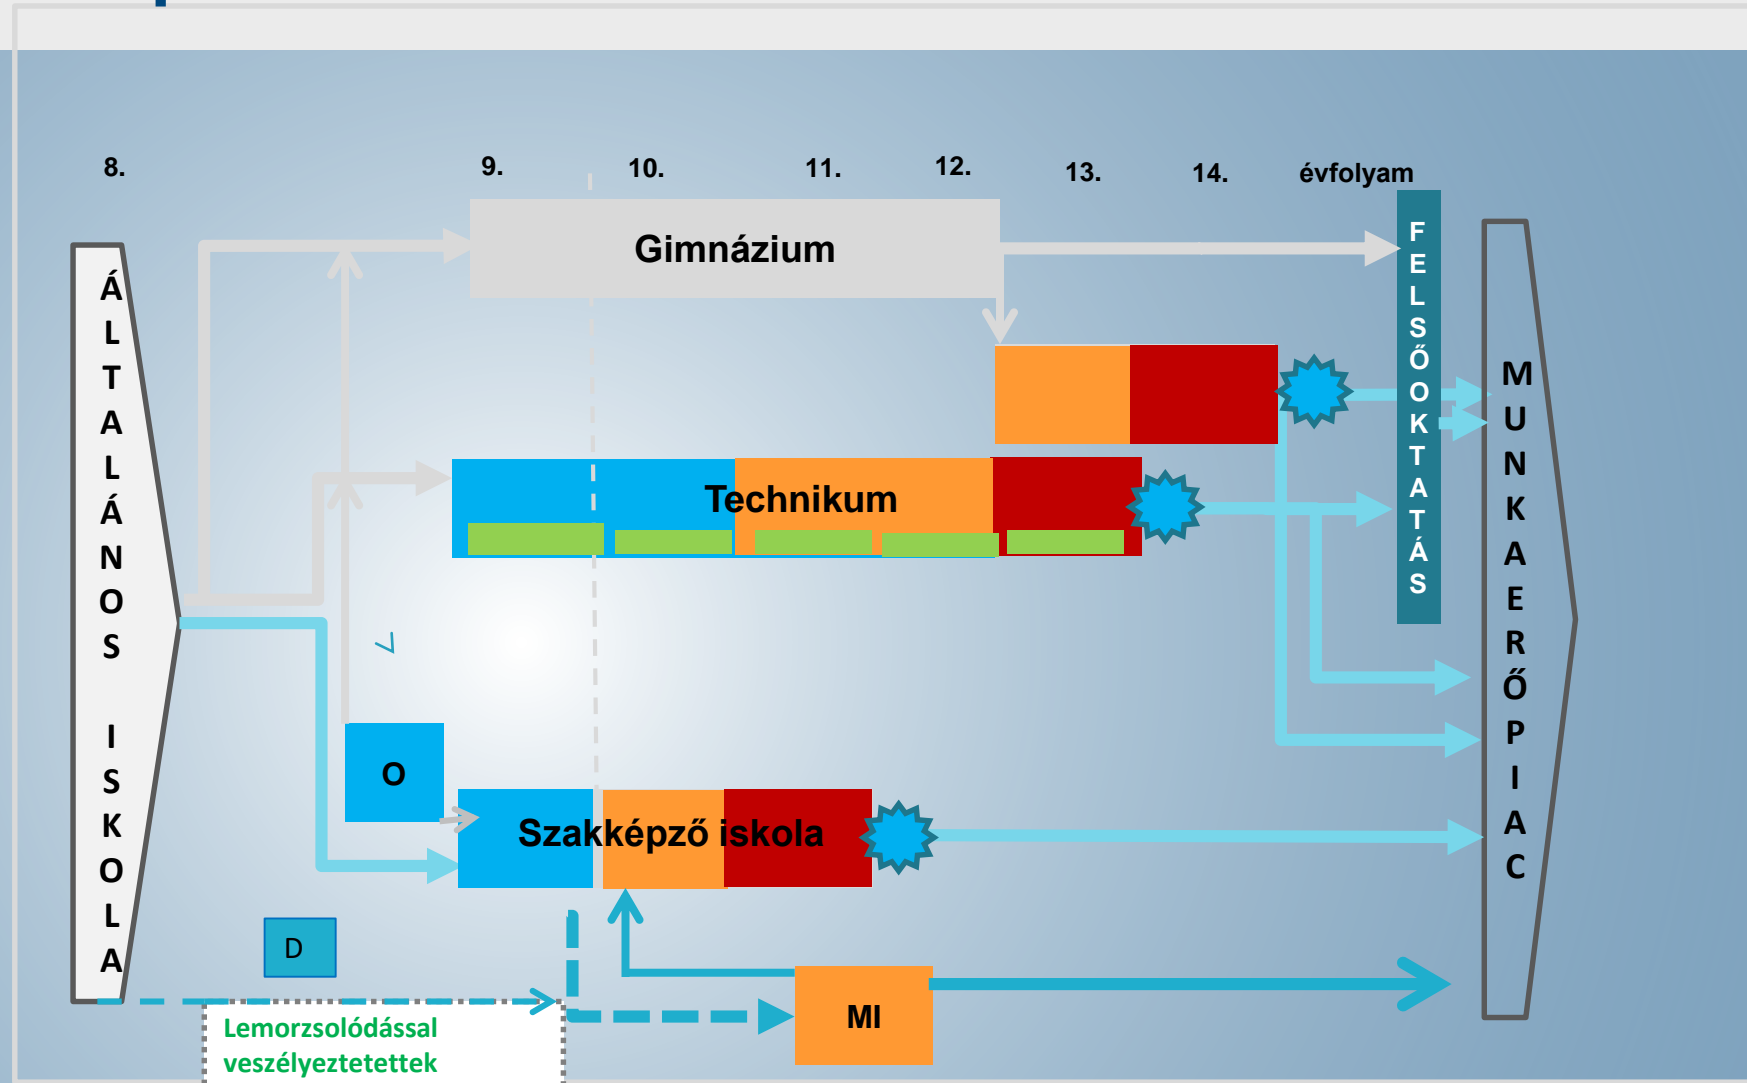 8.
9.
10.
11.
12.
13.
14.
évfolyam
ÁLTALÁNOS ISKOLA
Gimnázium
FELSŐOKTATÁS
MUNKAERŐPIAC
Technikum
O
Szakképző iskola
D
MI
Lemorzsolódással
veszélyeztetettek